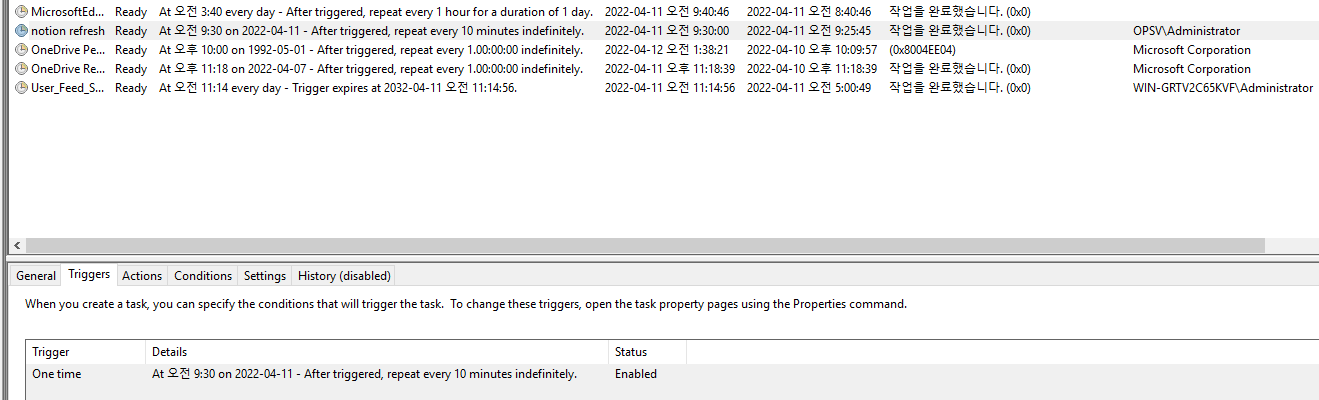 MicrosoftEd... Ready At 오전 3:40 every day - After triggered, repeat every 1 hour for a duration of 1 day. 2022-04-11 오전 9:40:46 2022-04-11 오전 8:40:46 작업을 완료했습니다. (0x0)
notion refresh Ready At 오전 9:30 on 2022-04-11 - After triggered, repeat every 10 minutes indefinitely. 2022-04-11 오전 9:30:00 2022-04-11 오전 9:25:45 작업을 완료했습니다. (0x0) OPSV\Administrator
OneDrive Pe... Ready At 오후 10:00 on 1992-05-01 - After triggered, repeat every 1.00:00:00 indefinitely. 2022-04-12 오전 1:38:21 2022-04-10 오후 10:09:57 (0x8004EE04) Microsoft Corporation
OneDrive Re... Ready At 오후 11:18 on 2022-04-07 - After triggered, repeat every 1.00:00:00 indefinitely. 2022-04-11 오후 11:18:39 2022-04-10 오후 11:18:39 작업을 완료했습니다. (0x0) Microsoft Corporation
User_Feed_S... Ready At 오전 11:14 every day - Trigger expires at 2032-04-11 오전 11:14:56. 2022-04-11 오전 11:14:56 2022-04-11 오전 5:00:49 작업을 완료했습니다. (0x0) WIN-GRTV2C65KVF\Administrator
General Triggers Actions Conditions Settings History (disabled)
When you create a task, you can specify the conditions that will trigger the task. To change these triggers, open the task property pages using the Properties command.
Trigger Details Status
One time At 오전 9:30 on 2022-04-11 - After triggered, repeat every 10 minutes indefinitely. Enabled